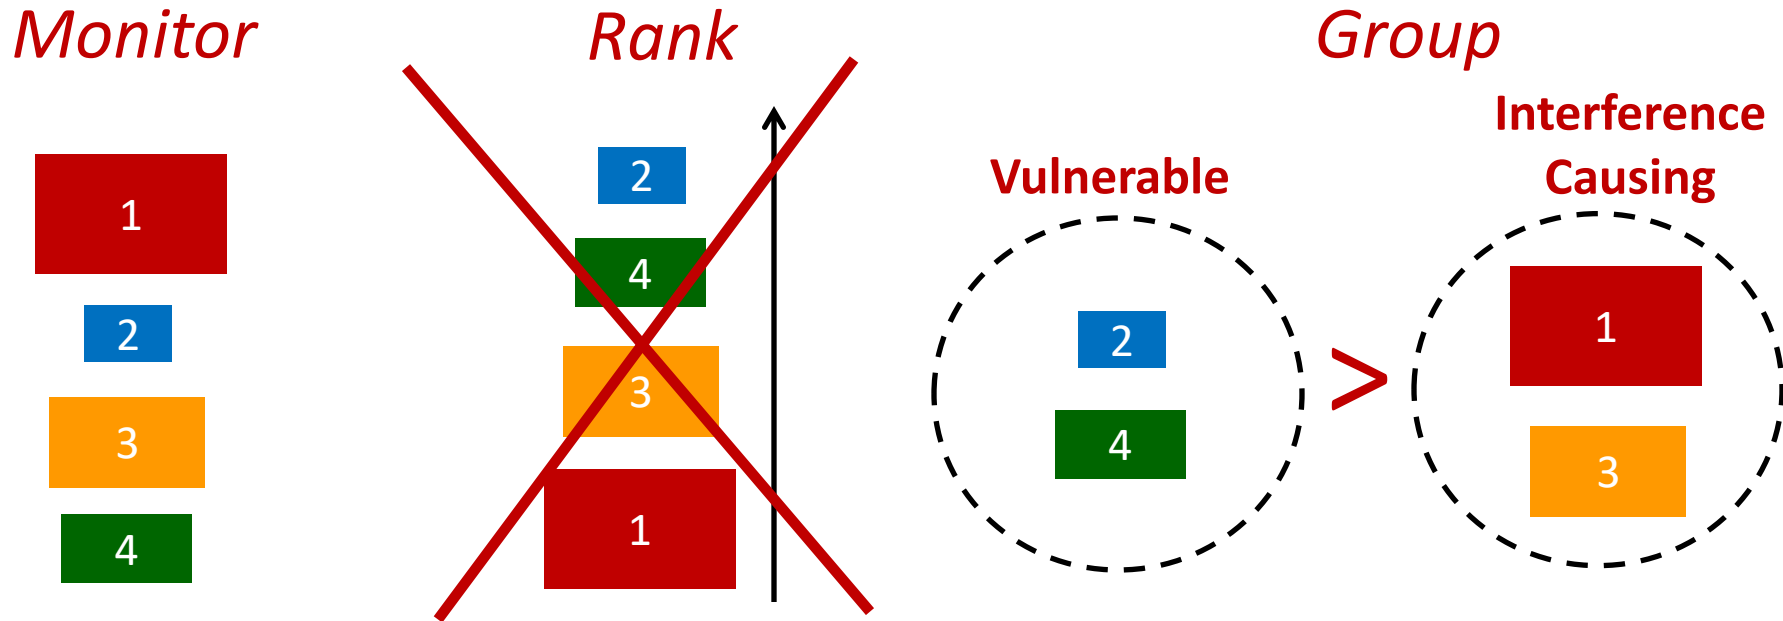 Monitor
Rank
Group
1
2
3
4
2
4
3
1
Vulnerable
2
4
>
Interference
Causing
1
3